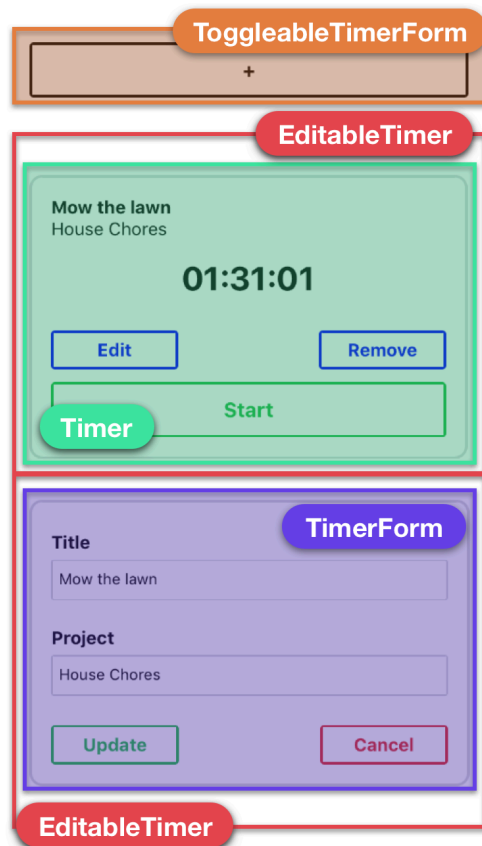 ToggleableTimerForm
+
EditableTimer
Mow the lawn
House Chores
01:31:01
Edit
Remove
Start
Timer
TimerForm
Title
Mow the lawn
Project
House Chores
Update
Cancel
EditableTimer